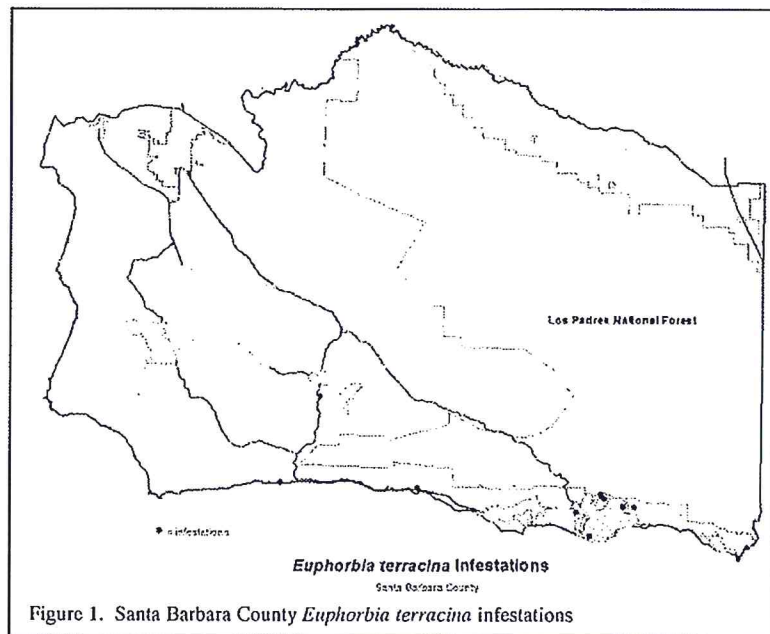 Los Padres National Forest
infestations
Euphorbia terracina Infestations
Santa Barbara County
Figure 1. Santa Barbara County Euphorbia terracina infestations